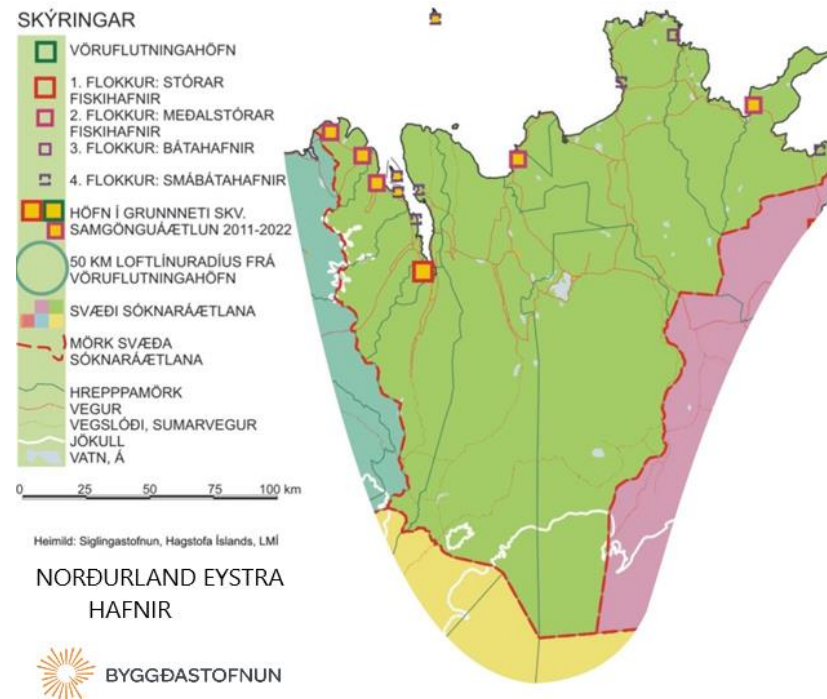 SKÝRINGAR
VÖRUFLUTNINGAHÖFN
1. FLOKKUR: STÓRAR
FISKIHAFNIR
2. FLOKKUR: MEÐALSTÓRAR
FISKIHAFNIR
3. FLOKKUR: BÁTAHAFNIR
4. FLOKKUR: SMÁBÁTAHAFNIR
HÖFN Í GRUNNNETI SKV.
SAMGÖNGUÁÆTLUN 2011-2022
50 KM LOFTLÍNURADÍUS FRÁ
VÖRUFLUTNINGAHÖFN
SVÆÐI SÓKNARÁÆTLANA
MÖRK SVÆÐA
SÓKNARÁÆTLANA
HREPPPAMÖRK
VEGUR
VEGSLÓÐI, SUMARVEGUR
JÖKULL
VATN, Á
0 25 50 75 100 km
Heimild: Siglingastofnun, Hagstofa Íslands, LMÍ
NORÐURLAND EYSTRA
HAFNIR
BYGGÐASTOFNUN